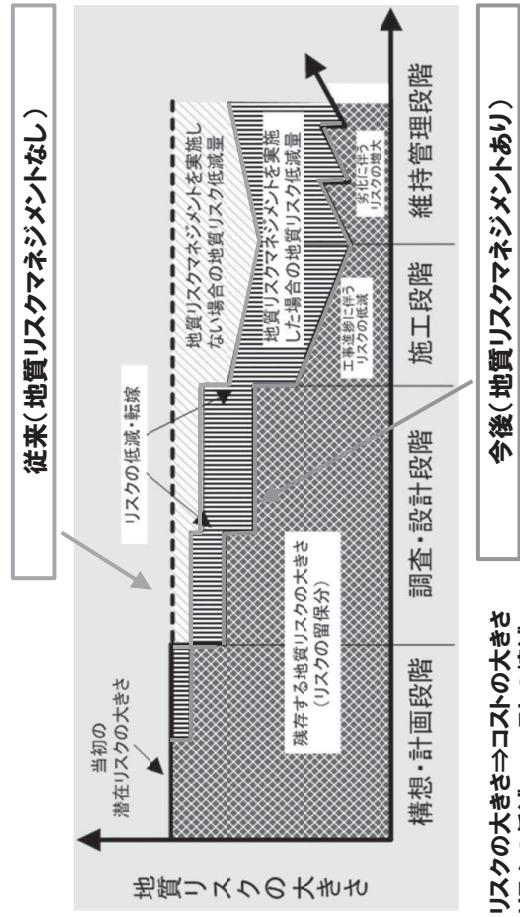 従来(地質リスクマネジメントなし)
地質リスクの大きさ
当初の
潜在リスクの大きさ
リスクの低減・転嫁
地質リスクマネジメントを実施し
ない場合の地質リスク低減量
地質リスクマネジメントを実施
した場合の地質リスク低減量
残存する地質リスクの大きさ
(リスクの留保分)
工事進捗に伴う
リスクの低減
劣化に伴う
リスクの増大
構想・計画段階
調査・設計段階
施工段階
維持管理段階
今後(地質リスクマネジメントあり)
リスクの大きさ⇒コストの大きさ